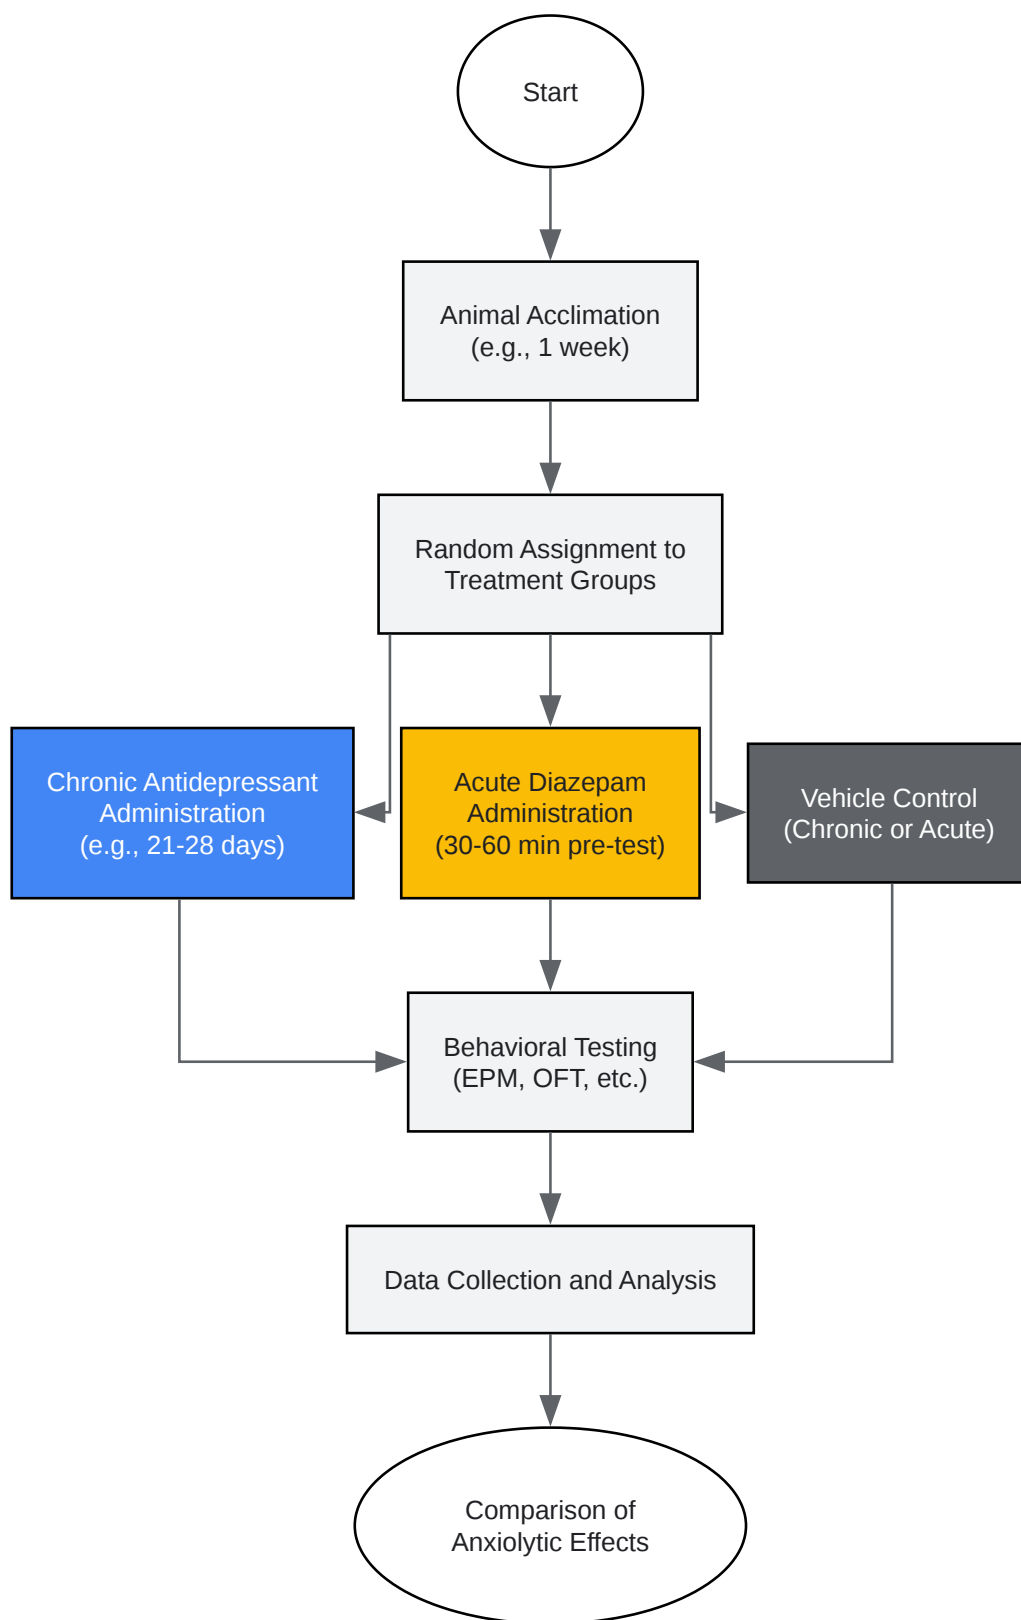 Start
Animal Acclimation
(e.g., 1 week)
Random Assignment to
Treatment Groups
Chronic Antidepressant
Administration
(e.g., 21-28 days)
Acute Diazepam
Administration
(30-60 min pre-test)
Vehicle Control
(Chronic or Acute)
Behavioral Testing
(EPM, OFT, etc.)
Data Collection and Analysis
Comparison of
Anxiolytic Effects